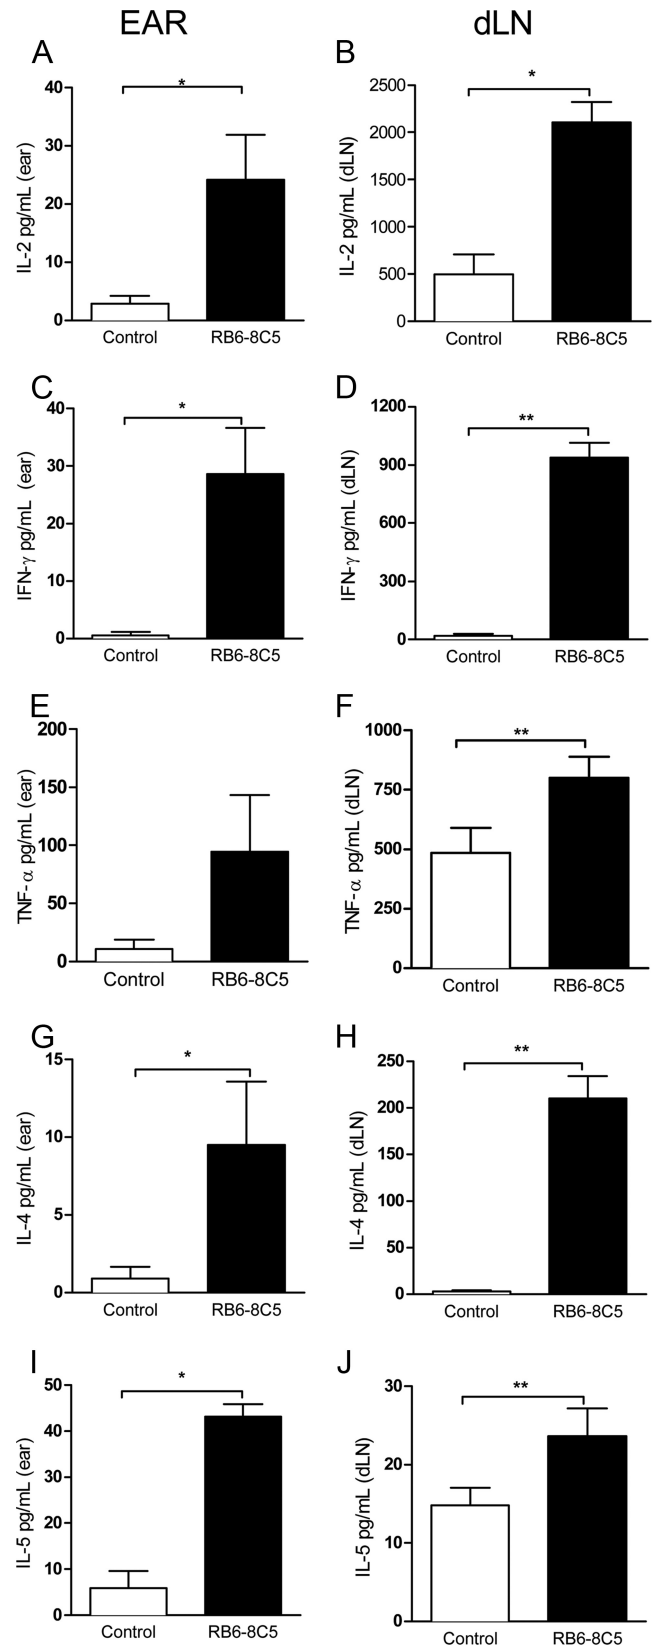 EAR dLN
A B
IL-2 pg/mL (ear)
40
30
20
10
0
*
Control RB6-8C5
IL-2 pg/mL (dLN)
2500
2000
1500
1000
500
0
*
Control RB6-8C5
C D
IFN-γ pg/mL (ear)
40
30
20
10
0
*
Control RB6-8C5
IFN-γ pg/mL (dLN)
1200
900
600
300
0
**
Control RB6-8C5
E F
TNF-α pg/mL (ear)
200
150
100
50
0
Control RB6-8C5
TNF-α pg/mL (dLN)
1000
750
500
250
0
**
Control RB6-8C5
G H
IL-4 pg/mL (ear)
15
10
5
0
*
Control RB6-8C5
IL-4 pg/mL (dLN)
250
200
150
100
50
0
**
Control RB6-8C5
I J
IL-5 pg/mL (ear)
50
40
30
20
10
0
*
Control RB6-8C5
IL-5 pg/mL (dLN)
30
20
10
0
**
Control RB6-8C5